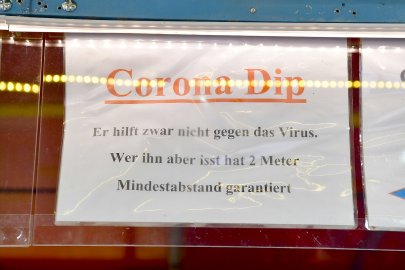 Corona Dip
Er hilft zwar nicht gegen das Virus.
Wer ihn aber isst hat 2 Meter
Mindestabstand garantiert